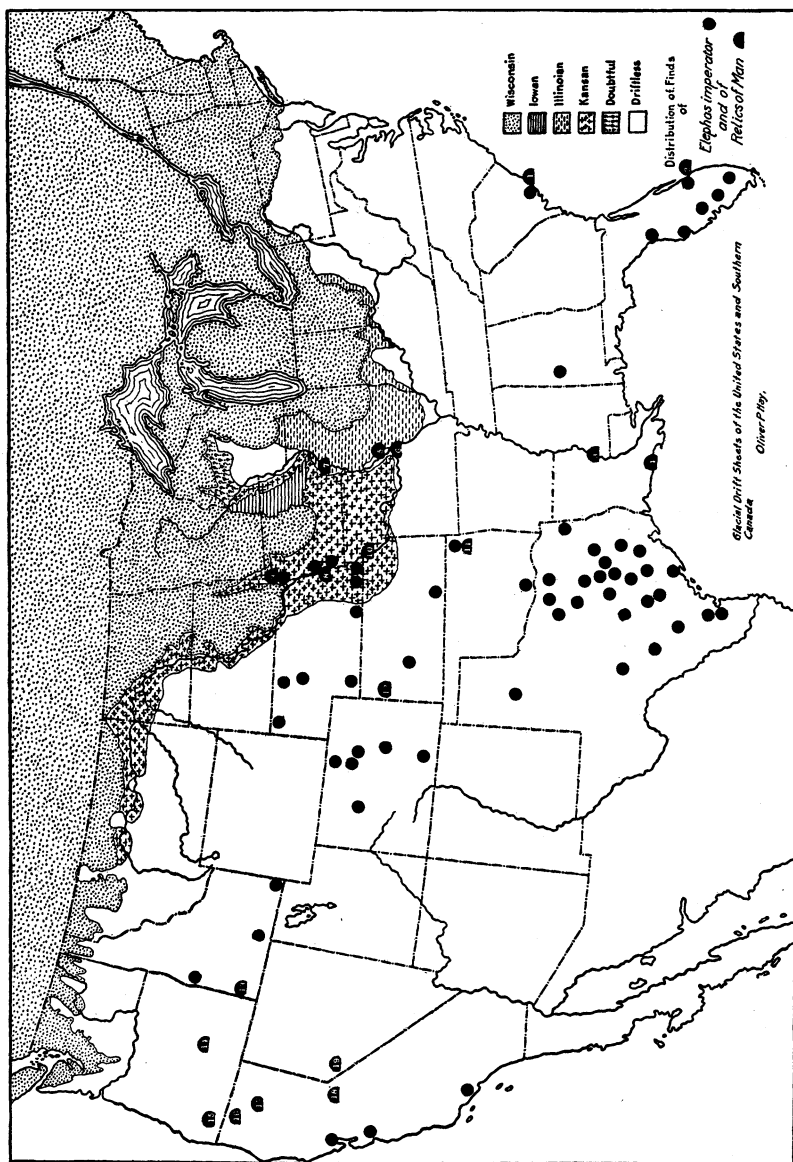 Wisconsin
Iowan
Illinoian
Kansan
Doubtful
Driftless
Distribution of Finds
of
Elephas imperator
and of
Relics of Man
Glacial Drift Sheets of the United States and Southern
Canada
Oliver P. Hay.